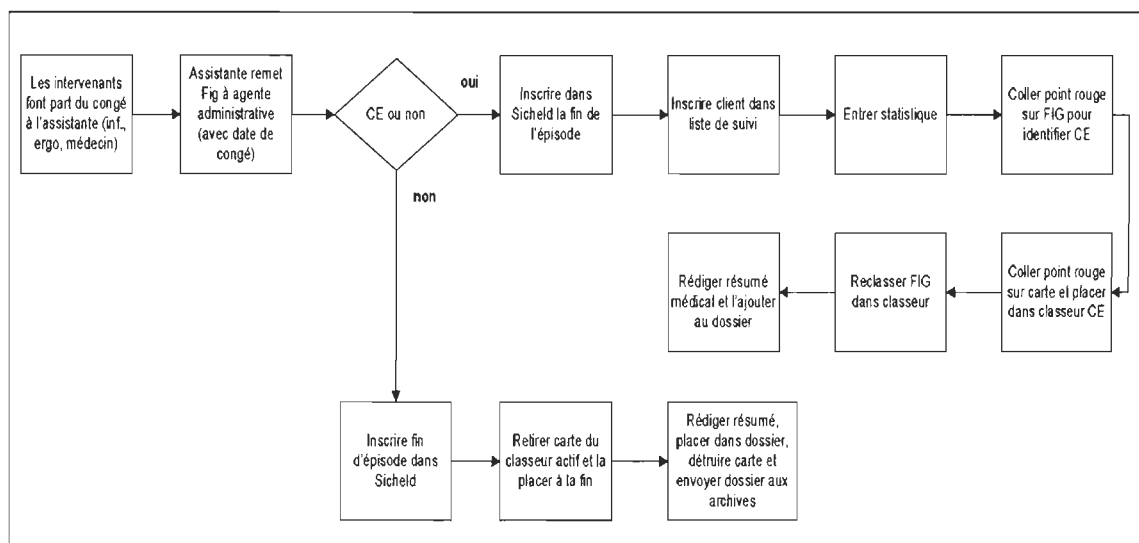 Les intervenants
font part du congé
à l'assistante (inf.,
ergo, médecin)
Assistante remet
Fig à agente
administrative
(avec date de
congé)
CE ou non
oui
non
Inscrire dans
Sicheld la fin de
l'épisode
Inscrire client dans
liste de suivi
Entrer statistique
Coller point rouge
sur FIG pour
identifier CE
Coller point rouge
sur carte et placer
dans classeur CE
Reclasser FIG
dans classeur
Rédiger résumé
médical et l'ajouter
au dossier
Inscrire fin
d'épisode dans
Sicheld
Retirer carte du
classeur actif et la
placer à la fin
Rédiger résumé,
placer dans dossier,
détruire carte et
envoyer dossier aux
archives